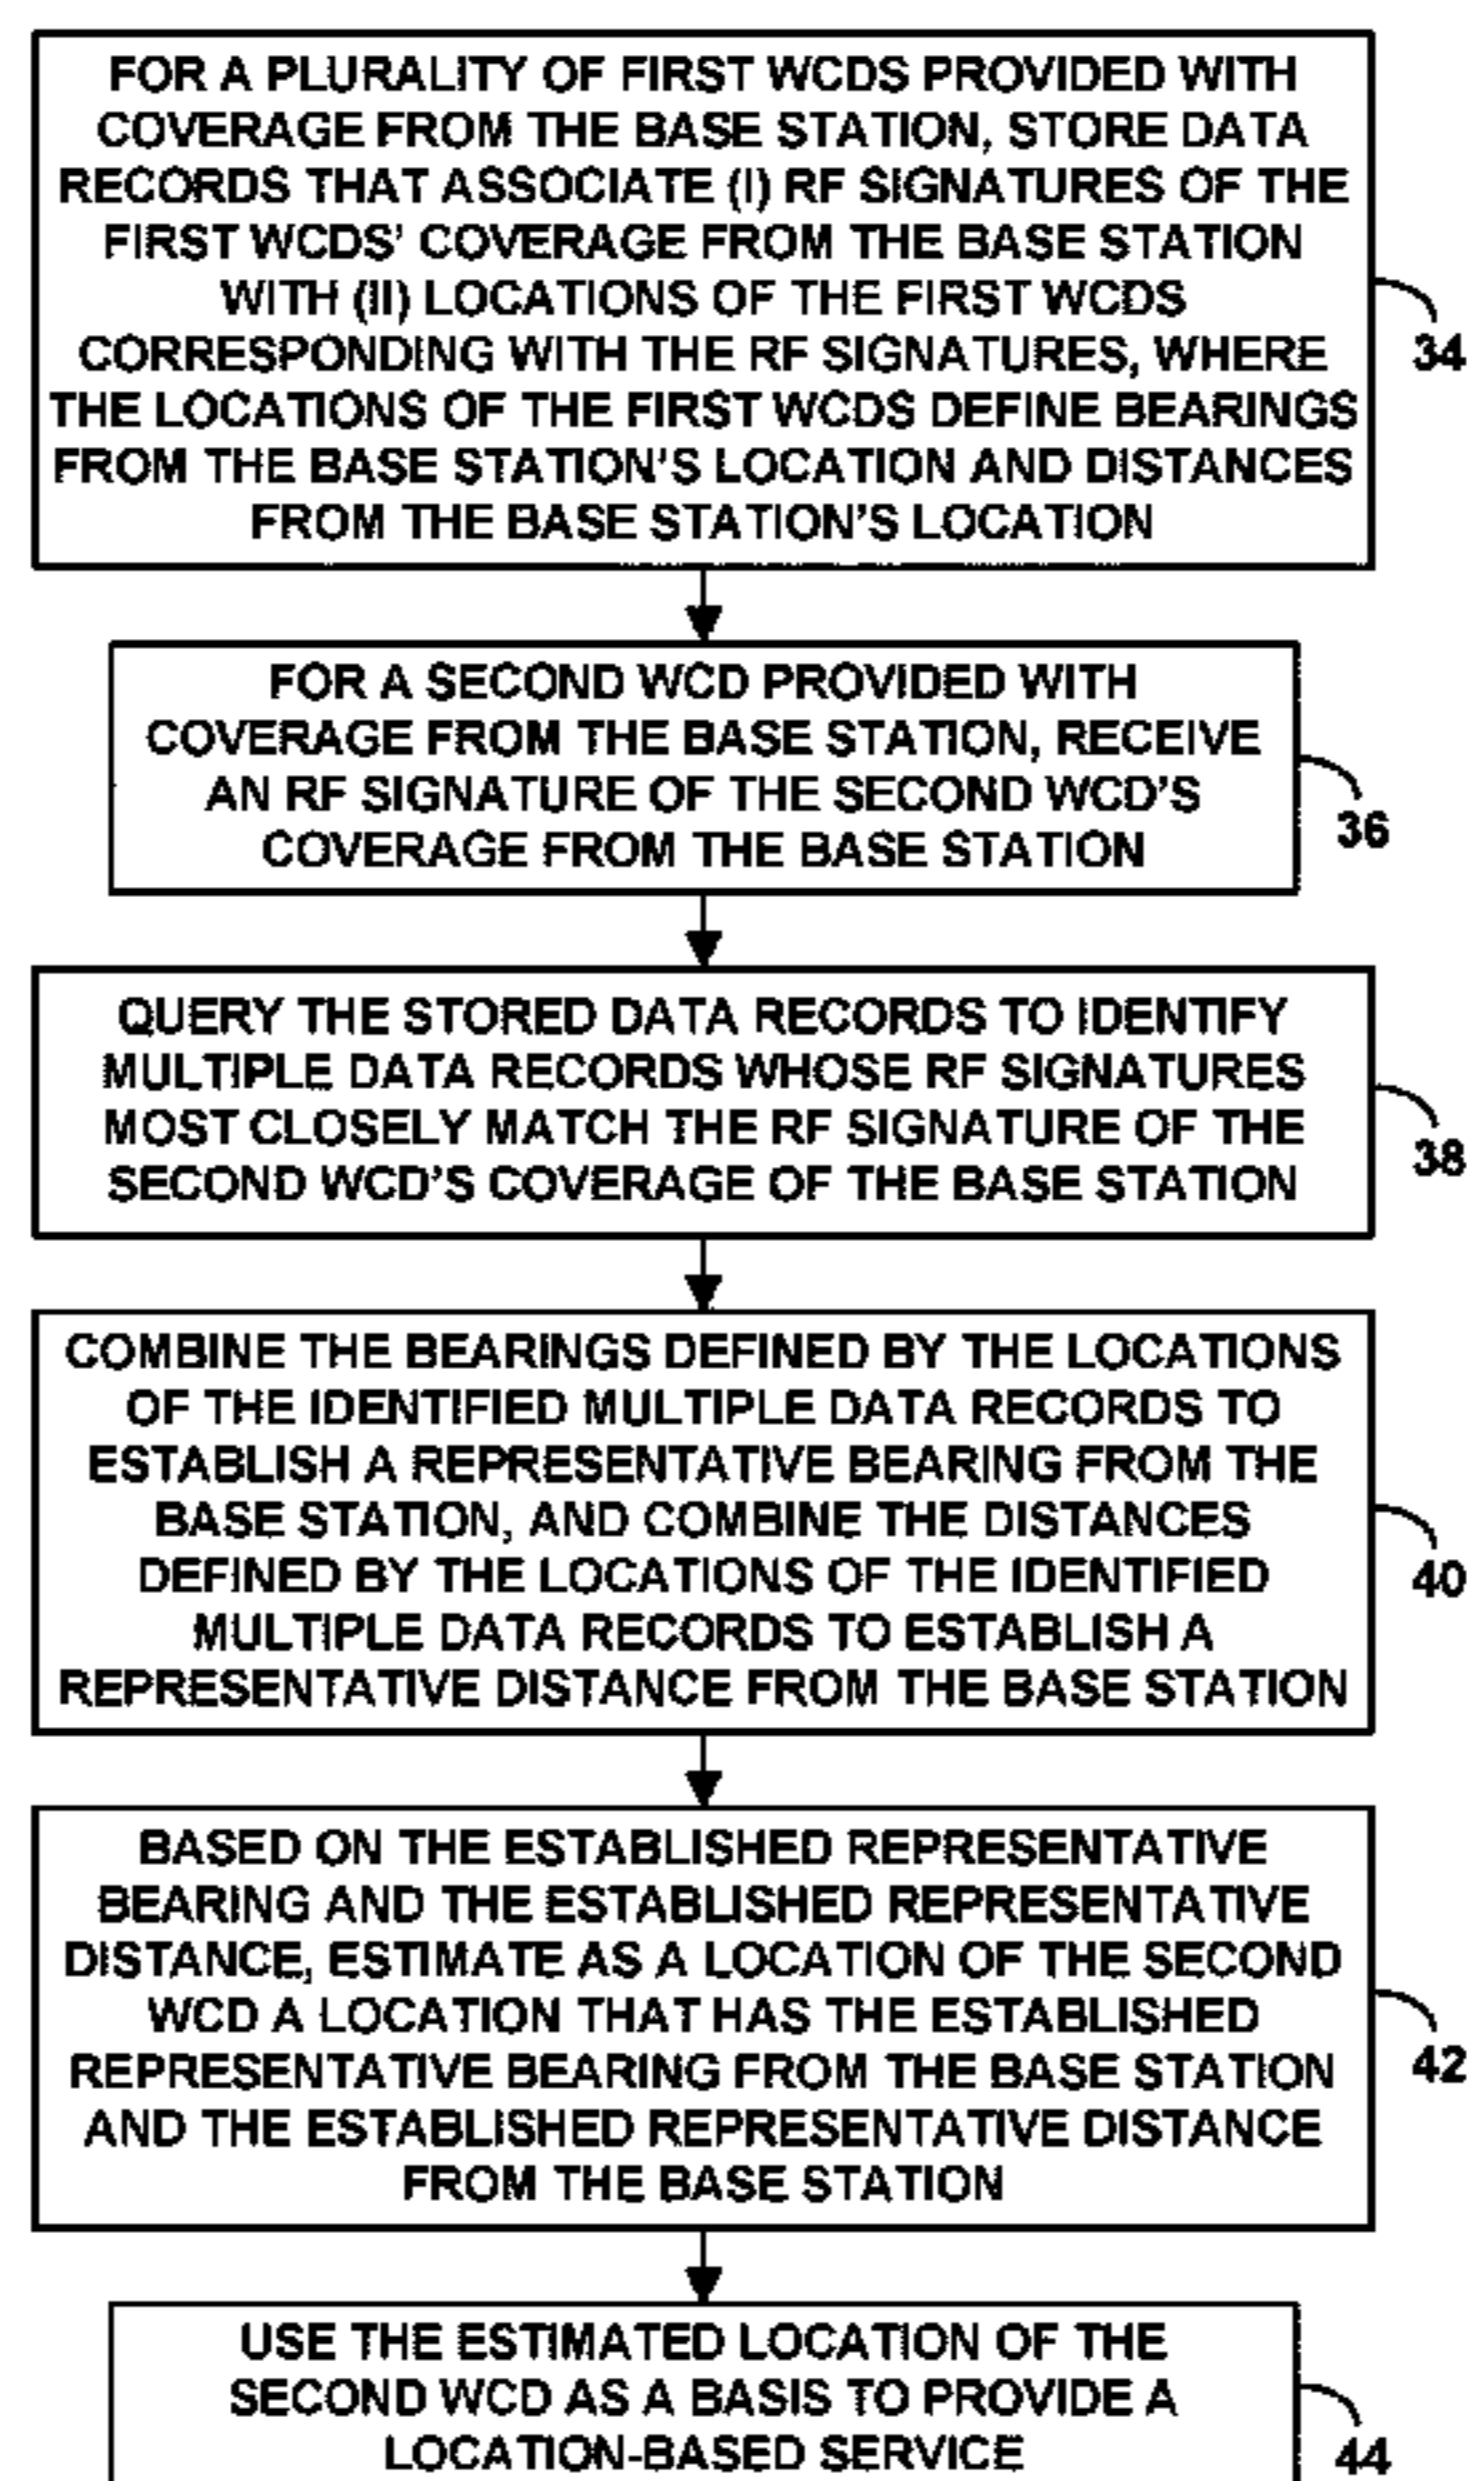 FOR A PLURALITY OF FIRST WCDS PROVIDED WITH
COVERAGE FROM THE BASE STATION, STORE DATA
RECORDS THAT ASSOCIATE (I) RF SIGNATURES OF THE
FIRST WCDS' COVERAGE FROM THE BASE STATION
WITH (II) LOCATIONS OF THE FIRST WCDS
CORRESPONDING WITH THE RF SIGNATURES, WHERE
THE LOCATIONS OF THE FIRST WCDS DEFINE BEARINGS
FROM THE BASE STATION'S LOCATION AND DISTANCES
FROM THE BASE STATION'S LOCATION
34
FOR A SECOND WCD PROVIDED WITH
COVERAGE FROM THE BASE STATION, RECEIVE
AN RF SIGNATURE OF THE SECOND WCD'S
COVERAGE FROM THE BASE STATION
36
QUERY THE STORED DATA RECORDS TO IDENTIFY
MULTIPLE DATA RECORDS WHOSE RF SIGNATURES
MOST CLOSELY MATCH THE RF SIGNATURE OF THE
SECOND WCD'S COVERAGE OF THE BASE STATION
38
COMBINE THE BEARINGS DEFINED BY THE LOCATIONS
OF THE IDENTIFIED MULTIPLE DATA RECORDS TO
ESTABLISH A REPRESENTATIVE BEARING FROM THE
BASE STATION, AND COMBINE THE DISTANCES
DEFINED BY THE LOCATIONS OF THE IDENTIFIED
MULTIPLE DATA RECORDS TO ESTABLISH A
REPRESENTATIVE DISTANCE FROM THE BASE STATION
40
BASED ON THE ESTABLISHED REPRESENTATIVE
BEARING AND THE ESTABLISHED REPRESENTATIVE
DISTANCE, ESTIMATE AS A LOCATION OF THE SECOND
WCD A LOCATION THAT HAS THE ESTABLISHED
REPRESENTATIVE BEARING FROM THE BASE STATION
AND THE ESTABLISHED REPRESENTATIVE DISTANCE
FROM THE BASE STATION
42
USE THE ESTIMATED LOCATION OF THE
SECOND WCD AS A BASIS TO PROVIDE A
LOCATION-BASED SERVICE
44